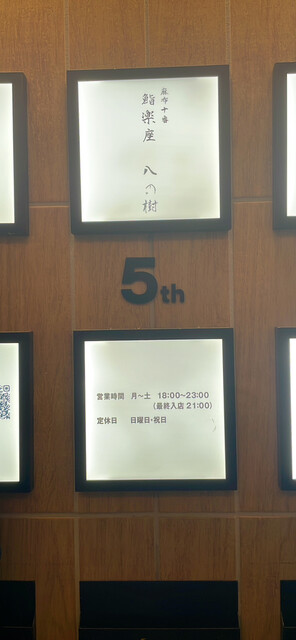 麻布十番
鮨楽座 八の樹
5th
営業時間 月~土 18:00~23:00
(最終入店 21:00)
定休日 日曜日・祝日